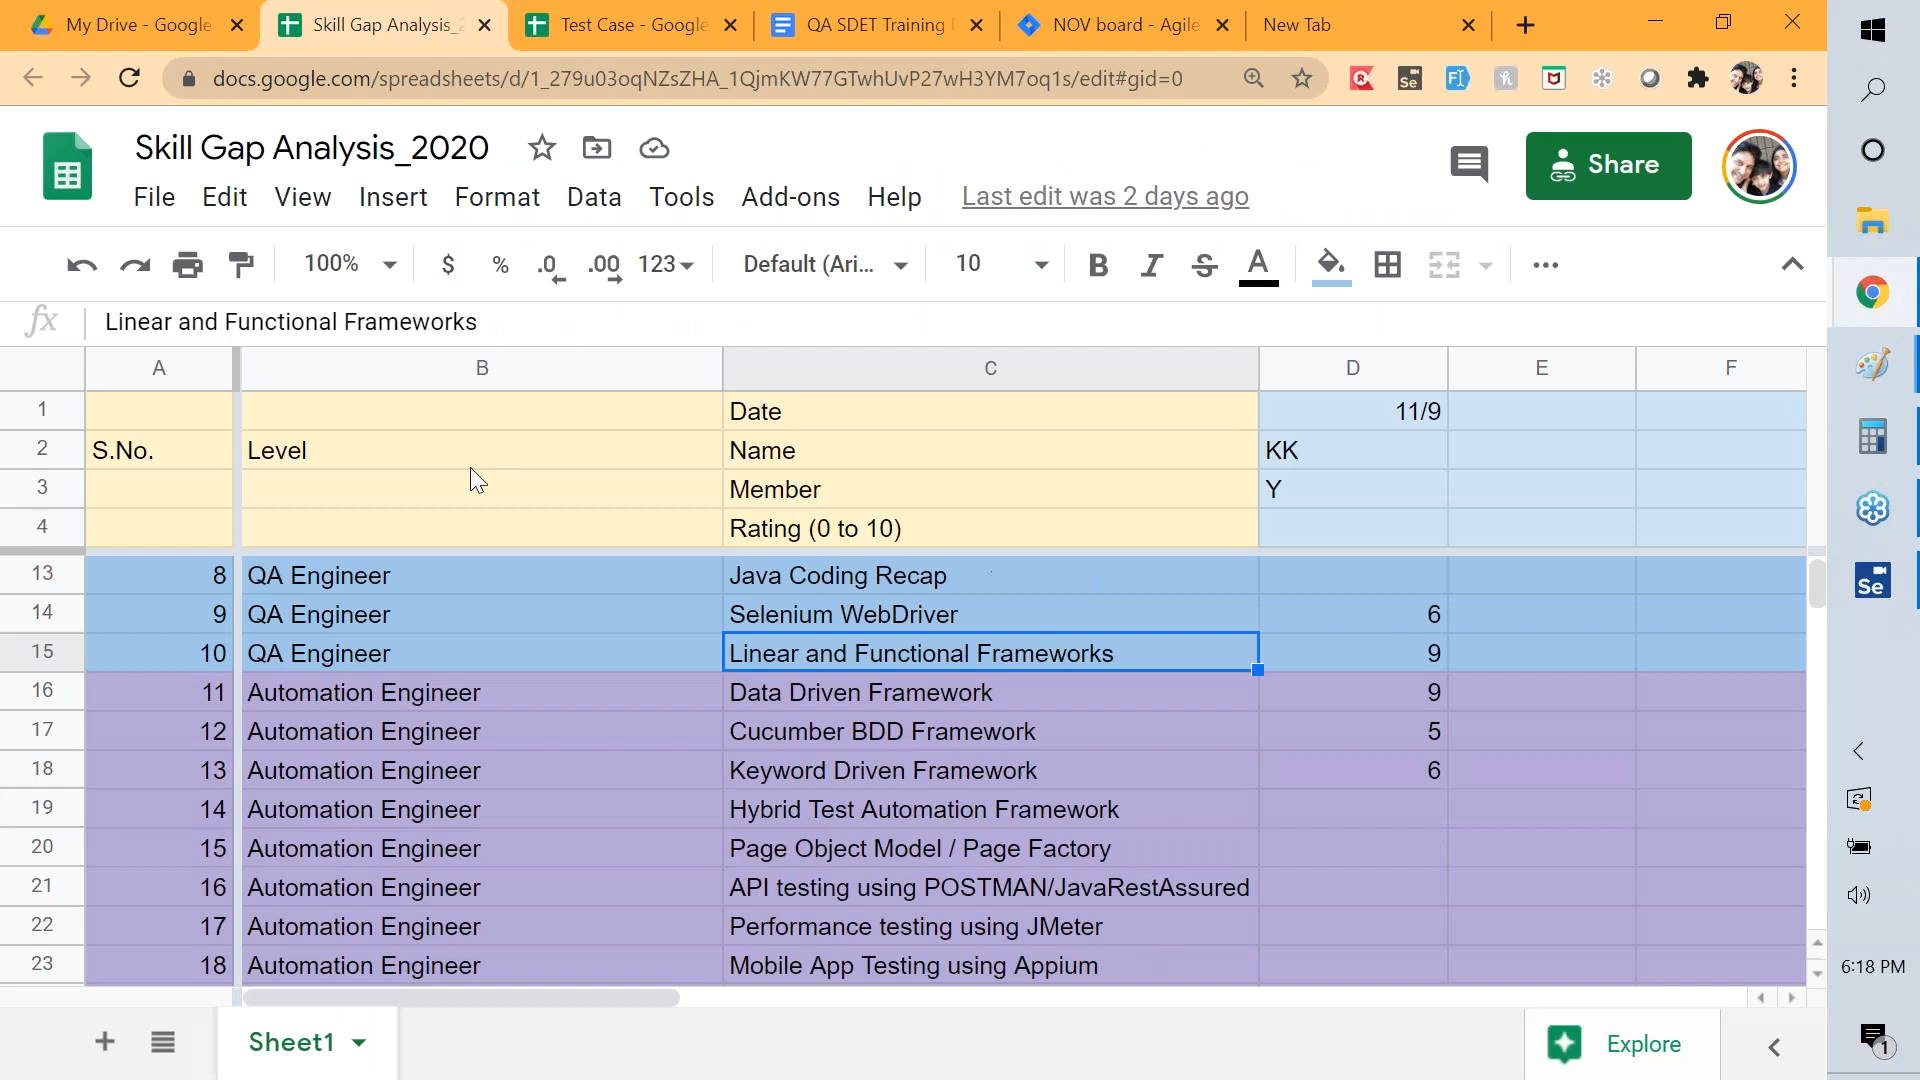 My Drive - Google
Skill Gap Analysis_2
Test Case - Google
QA SDET Training
NOV board - Agile
New Tab
docs.google.com/spreadsheets/d/1_279u03oqNZsZHA_1QjmKW77GTwhUvP27wH3YM7oq1s/edit#gid=0
Skill Gap Analysis_2020
Share
File Edit View Insert Format Data Tools Add-ons Help Last edit was 2 days ago
100% $ % .0 .00 123 Default (Ari... 10 B I S A
fx Linear and Functional Frameworks
A B C D E F
1 Date 11/9
2 S.No. Level Name KK
3 Member Y
4 Rating (0 to 10)
13 8 QA Engineer Java Coding Recap
14 9 QA Engineer Selenium WebDriver 6
15 10 QA Engineer Linear and Functional Frameworks 9
16 11 Automation Engineer Data Driven Framework 9
17 12 Automation Engineer Cucumber BDD Framework 5
18 13 Automation Engineer Keyword Driven Framework 6
19 14 Automation Engineer Hybrid Test Automation Framework
20 15 Automation Engineer Page Object Model / Page Factory
21 16 Automation Engineer API testing using POSTMAN/JavaRestAssured
22 17 Automation Engineer Performance testing using JMeter
23 18 Automation Engineer Mobile App Testing using Appium
Sheet1
Explore
Se
6:18 PM
1